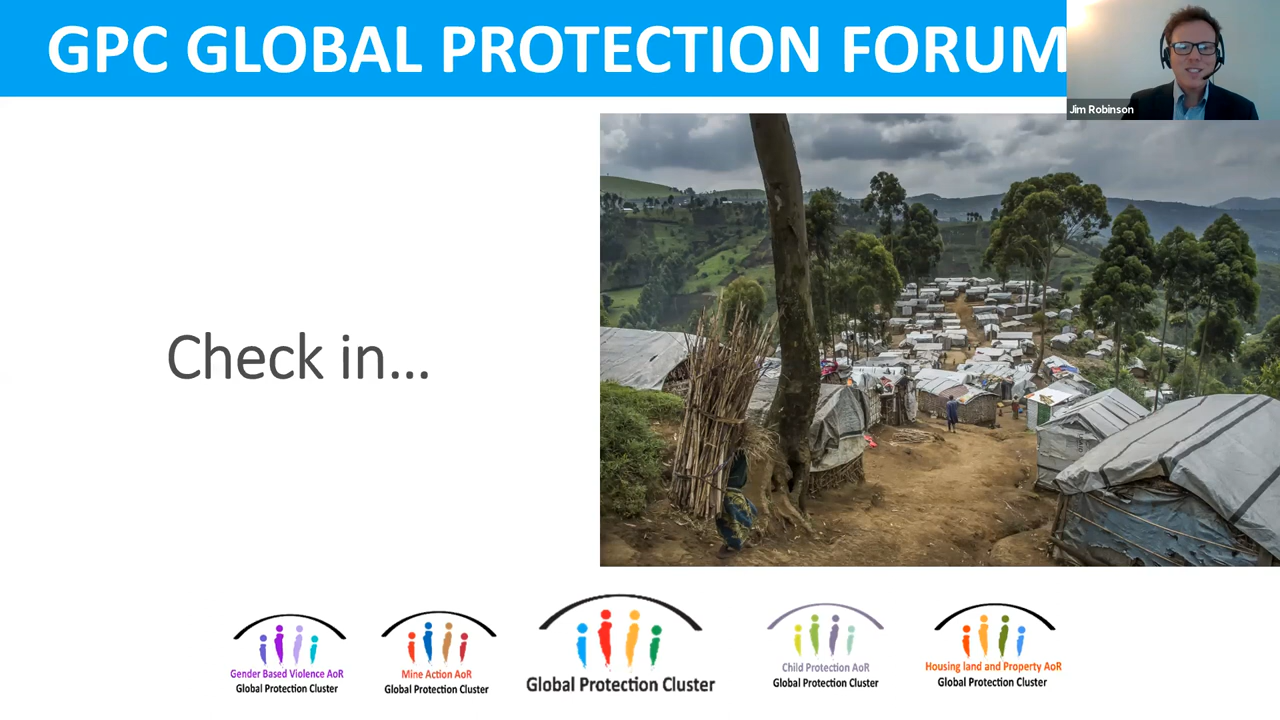 GPC GLOBAL PROTECTION FORUM
Jim Robinson
Check in...
Gender Based Violence AoR
Global Protection Cluster
Mine Action AoR
Global Protection Cluster
Global Protection Cluster
Child Protection AoR
Global Protection Cluster
Housing land and Property AoR
Global Protection Cluster